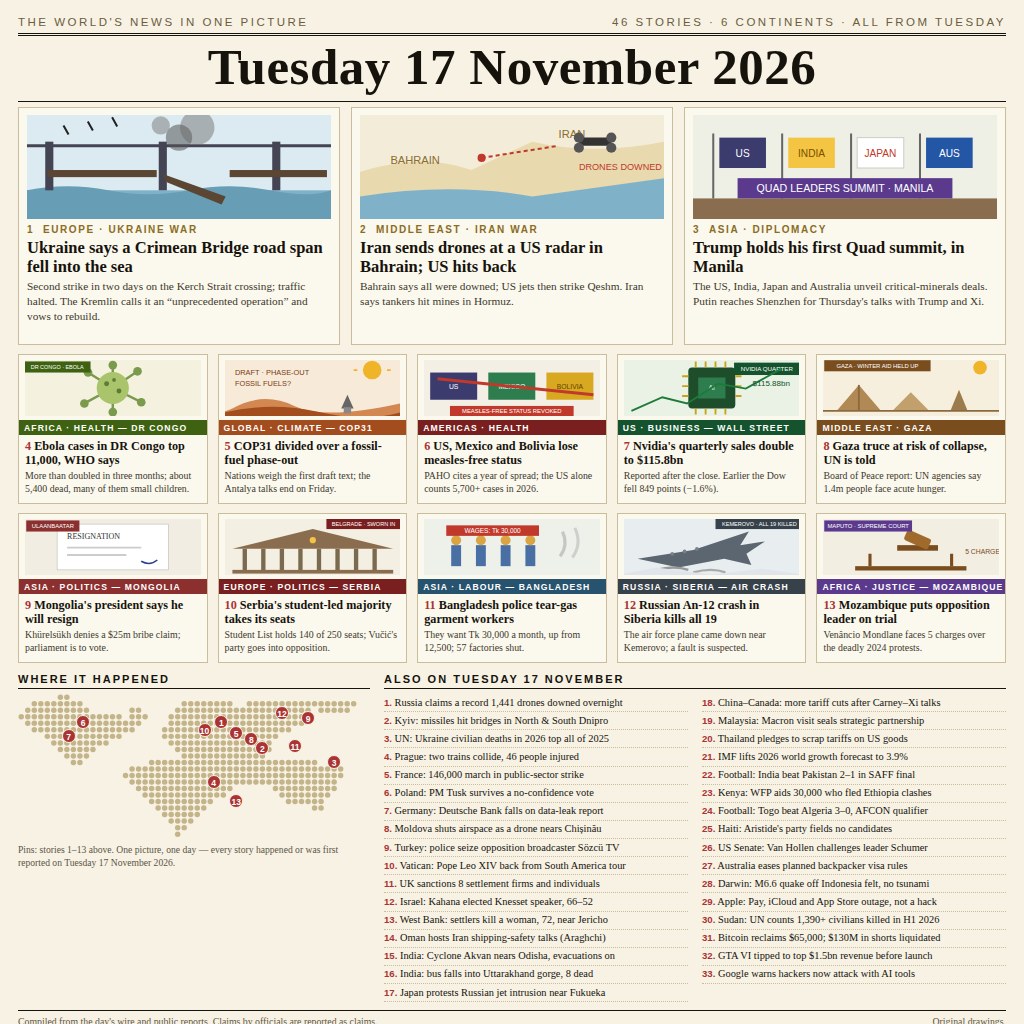 THE WORLD'S NEWS IN ONE PICTURE
46 STORIES · 6 CONTINENTS · ALL FROM TUESDAY
Tuesday 17 November 2026
BAHRAIN
IRAN
DRONES DOWNED
US
INDIA
JAPAN
AUS
QUAD LEADERS SUMMIT · MANILA
1 EUROPE · UKRAINE WAR
Ukraine says a Crimean Bridge road span
fell into the sea
Second strike in two days on the Kerch Strait crossing; traffic
halted. The Kremlin calls it an “unprecedented operation” and
vows to rebuild.
2 MIDDLE EAST · IRAN WAR
Iran sends drones at a US radar in
Bahrain; US hits back
Bahrain says all were downed; US jets then strike Qeshm. Iran
says tankers hit mines in Hormuz.
3 ASIA · DIPLOMACY
Trump holds his first Quad summit, in
Manila
The US, India, Japan and Australia unveil critical-minerals deals.
Putin reaches Shenzhen for Thursday's talks with Trump and Xi.
DR CONGO · EBOLA
AFRICA · HEALTH — DR CONGO
4 Ebola cases in DR Congo top
11,000, WHO says
More than doubled in three months; about
5,400 dead, many of them small children.
DRAFT · PHASE-OUT
FOSSIL FUELS?
GLOBAL · CLIMATE — COP31
5 COP31 divided over a fossil-
fuel phase-out
Nations weigh the first draft text; the
Antalya talks end on Friday.
US
MEXICO
BOLIVIA
MEASLES-FREE STATUS REVOKED
AMERICAS · HEALTH
6 US, Mexico and Bolivia lose
measles-free status
PAHO cites a year of spread; the US alone
counts 5,700+ cases in 2026.
NVIDIA QUARTER
$115.88bn
US · BUSINESS — WALL STREET
7 Nvidia's quarterly sales double
to $115.8bn
Reported after the close. Earlier the Dow
fell 849 points (−1.6%).
GAZA · WINTER AID HELD UP
MIDDLE EAST · GAZA
8 Gaza truce at risk of collapse,
UN is told
Board of Peace report: UN agencies say
1.4m people face acute hunger.
ULAANBAATAR
RESIGNATION
ASIA · POLITICS — MONGOLIA
9 Mongolia's president says he
will resign
Khürelsükh denies a $25m bribe claim;
parliament is to vote.
BELGRADE · SWORN IN
EUROPE · POLITICS — SERBIA
10 Serbia's student-led majority
takes its seats
Student List holds 140 of 250 seats; Vučić's
party goes into opposition.
WAGES: Tk 30,000
ASIA · LABOUR — BANGLADESH
11 Bangladesh police tear-gas
garment workers
They want Tk 30,000 a month, up from
12,500; 57 factories shut.
KEMEROVO · ALL 19 KILLED
RUSSIA · SIBERIA — AIR CRASH
12 Russian An-12 crash in
Siberia kills all 19
The air force plane came down near
Kemerovo; a fault is suspected.
MAPUTO · SUPREME COURT
5 CHARGE
AFRICA · JUSTICE — MOZAMBIQUE
13 Mozambique puts opposition
leader on trial
Venâncio Mondlane faces 5 charges over
the deadly 2024 protests.
WHERE IT HAPPENED
6
7
1
10
5
8
2
12
9
11
3
4
13
Pins: stories 1–13 above. One picture, one day — every story happened or was first
reported on Tuesday 17 November 2026.
ALSO ON TUESDAY 17 NOVEMBER
1. Russia claims a record 1,441 drones downed overnight
2. Kyiv: missiles hit bridges in North & South Dnipro
3. UN: Ukraine civilian deaths in 2026 top all of 2025
4. Prague: two trains collide, 46 people injured
5. France: 146,000 march in public-sector strike
6. Poland: PM Tusk survives a no-confidence vote
7. Germany: Deutsche Bank falls on data-leak report
8. Moldova shuts airspace as a drone nears Chișinău
9. Turkey: police seize opposition broadcaster Sözcü TV
10. Vatican: Pope Leo XIV back from South America tour
11. UK sanctions 8 settlement firms and individuals
12. Israel: Kahana elected Knesset speaker, 66–52
13. West Bank: settlers kill a woman, 72, near Jericho
14. Oman hosts Iran shipping-safety talks (Araghchi)
15. India: Cyclone Akvan nears Odisha, evacuations on
16. India: bus falls into Uttarakhand gorge, 8 dead
17. Japan protests Russian jet intrusion near Fukueka
18. China–Canada: more tariff cuts after Carney–Xi talks
19. Malaysia: Macron visit seals strategic partnership
20. Thailand pledges to scrap tariffs on US goods
21. IMF lifts 2026 world growth forecast to 3.9%
22. Football: India beat Pakistan 2–1 in SAFF final
23. Kenya: WFP aids 30,000 who fled Ethiopia clashes
24. Football: Togo beat Algeria 3–0, AFCON qualifier
25. Haiti: Aristide's party fields no candidates
26. US Senate: Van Hollen challenges leader Schumer
27. Australia eases planned backpacker visa rules
28. Darwin: M6.6 quake off Indonesia felt, no tsunami
29. Apple: Pay, iCloud and App Store outage, not a hack
30. Sudan: UN counts 1,390+ civilians killed in H1 2026
31. Bitcoin reclaims $65,000; $130M in shorts liquidated
32. GTA VI tipped to top $1.5bn revenue before launch
33. Google warns hackers now attack with AI tools
Compiled from the day's wire and public reports. Claims by officials are reported as claims.
Original drawings.